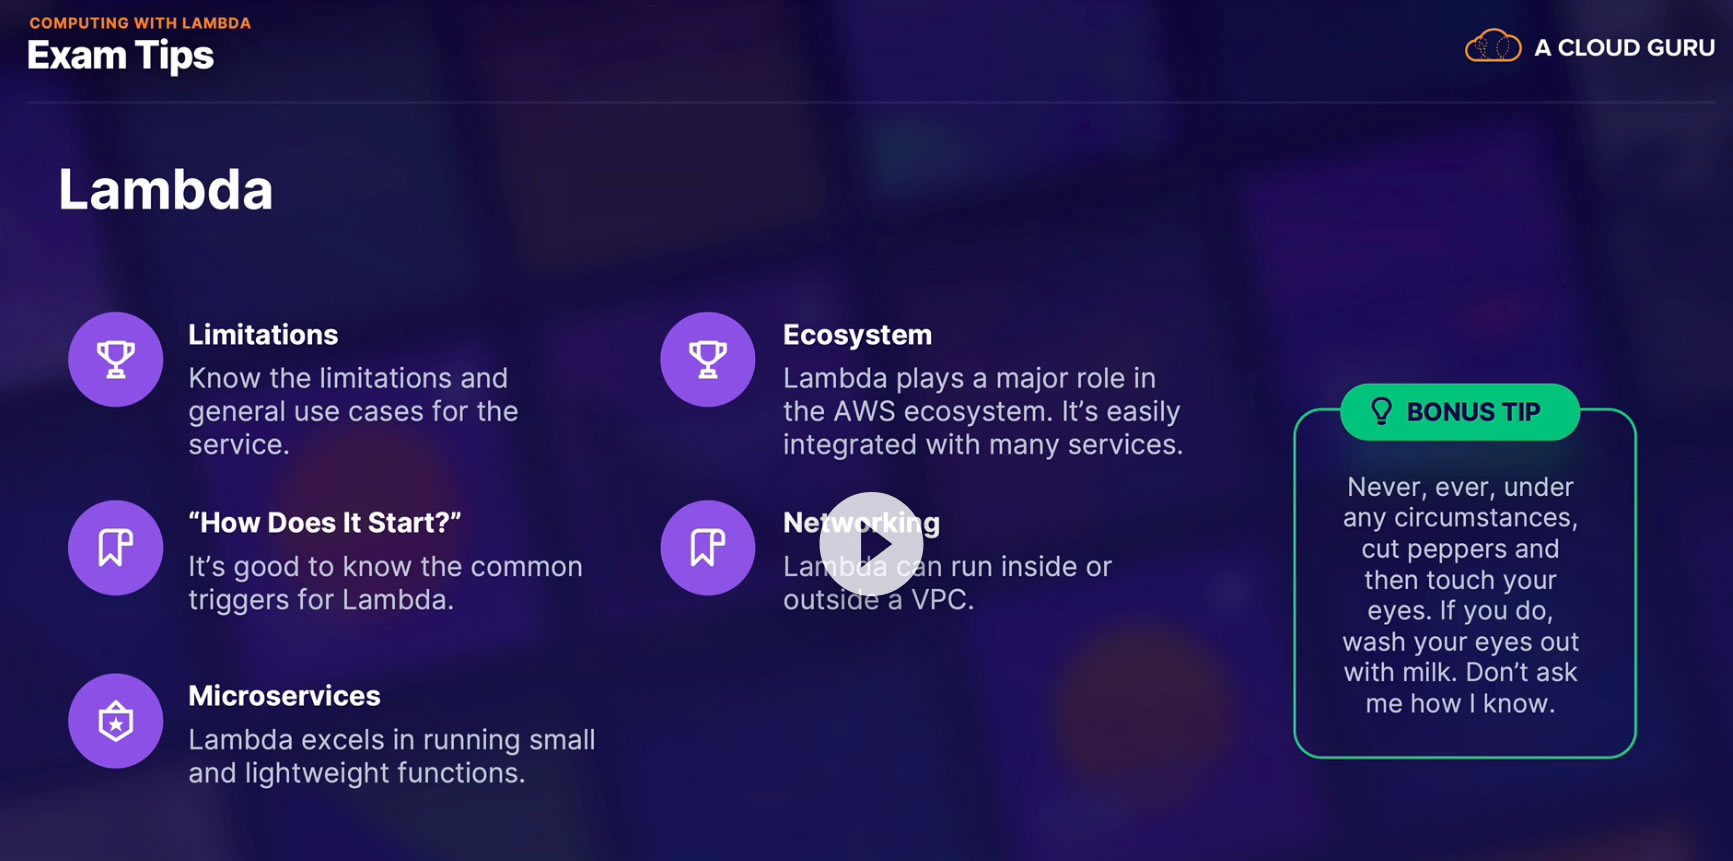 COMPUTING WITH LAMBDA
Exam Tips
A CLOUD GURU
Lambda
Limitations
Know the limitations and
general use cases for the
service.
"How Does It Start?"
It's good to know the common
triggers for Lambda.
Microservices
Lambda excels in running small
and lightweight functions.
Ecosystem
Lambda plays a major role in
the AWS ecosystem. It's easily
integrated with many services.
Networking
Lambda can run inside or
outside a VPC.
BONUS TIP
Never, ever, under
any circumstances,
cut peppers and
then touch your
eyes. If you do,
wash your eyes out
with milk. Don't ask
me how I know.